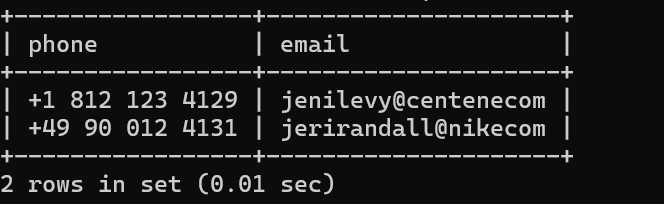 +-----------------+----------------------+
| phone           | email                |
+-----------------+----------------------+
| +1 812 123 4129 | jenilevy@centenecom  |
| +49 90 012 4131 | jerirandall@nikecom  |
+-----------------+----------------------+
2 rows in set (0.01 sec)